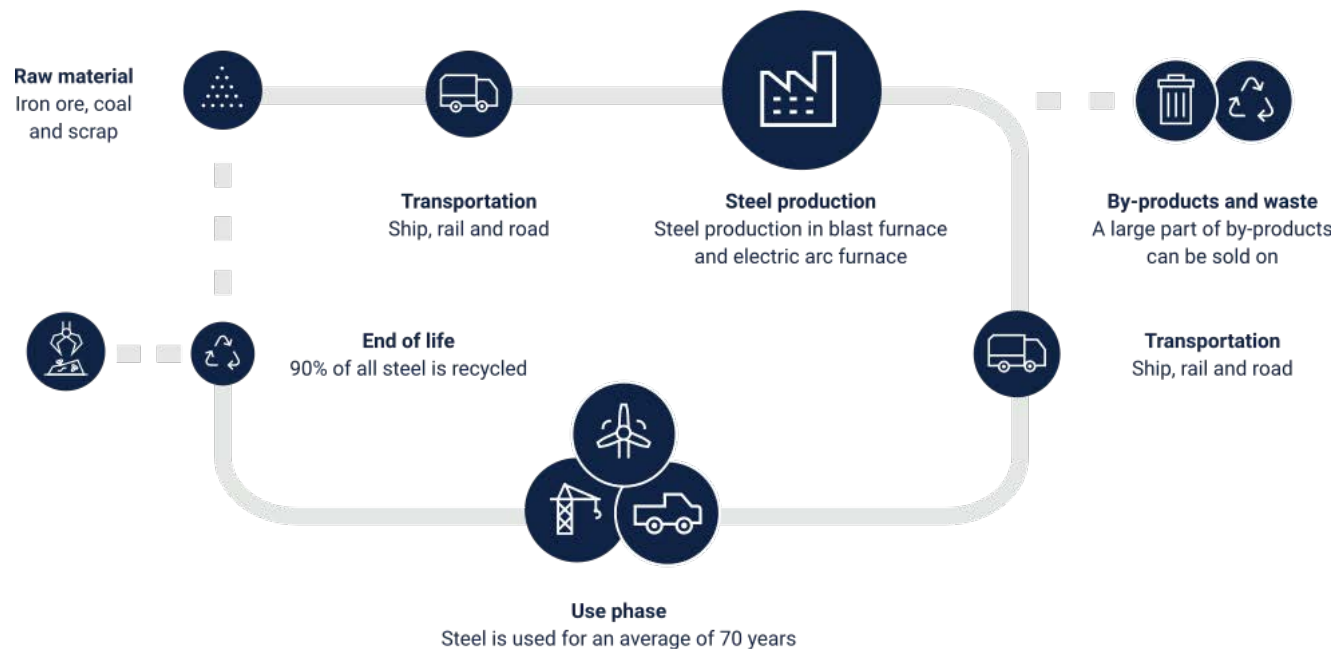 Raw material
Iron ore, coal
and scrap
Transportation
Ship, rail and road
Steel production
Steel production in blast furnace
and electric arc furnace
By-products and waste
A large part of by-products
can be sold on
End of life
90% of all steel is recycled
Transportation
Ship, rail and road
Use phase
Steel is used for an average of 70 years